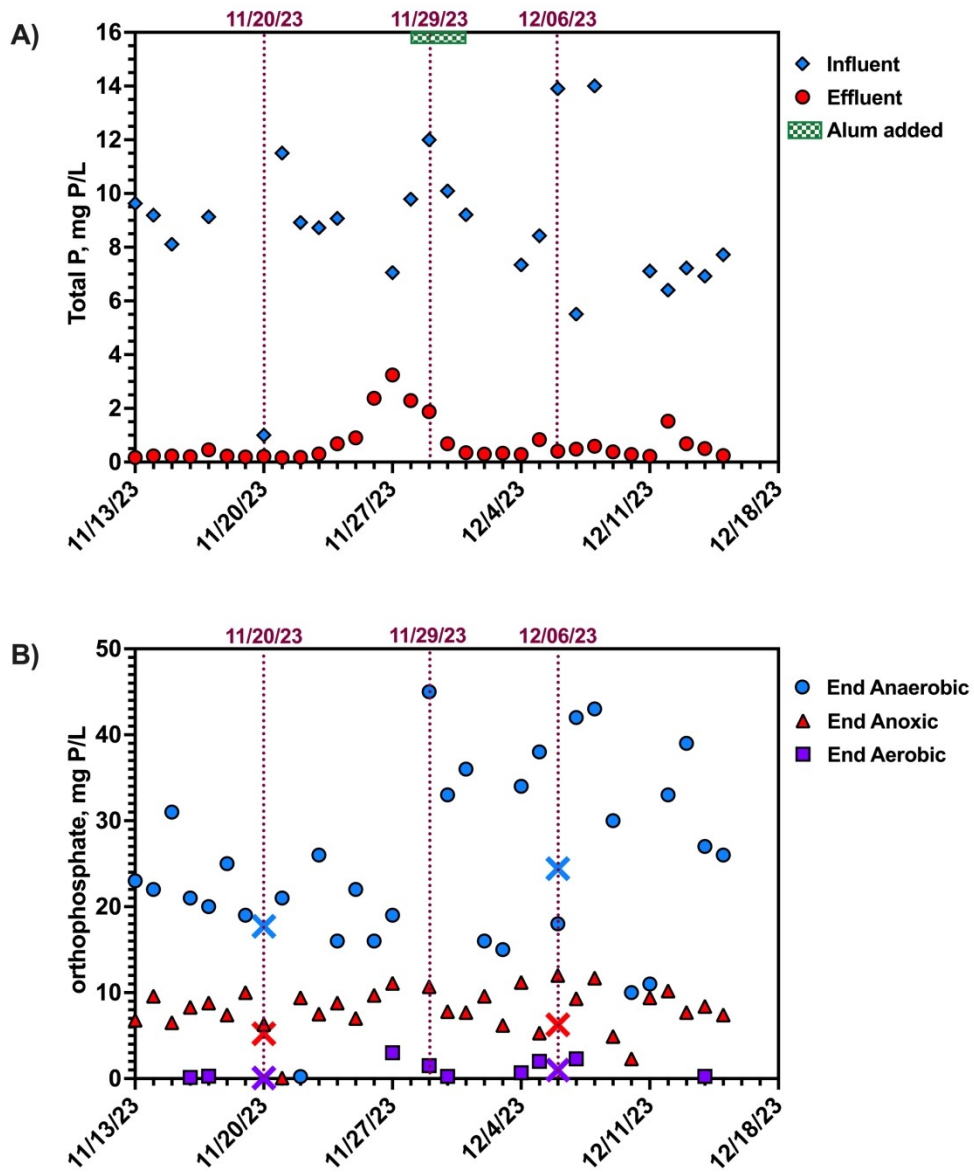 A)
11/20/23 11/29/23 12/06/23
16
14
12
10
8
6
4
2
0
Total P, mg P/L
11/13/23 11/20/23 11/27/23 12/4/23 12/11/23 12/18/23
Influent
Effluent
Alum added
B)
11/20/23 11/29/23 12/06/23
50
40
30
20
10
0
orthophosphate, mg P/L
11/13/23 11/20/23 11/27/23 12/4/23 12/11/23 12/18/23
End Anaerobic
End Anoxic
End Aerobic